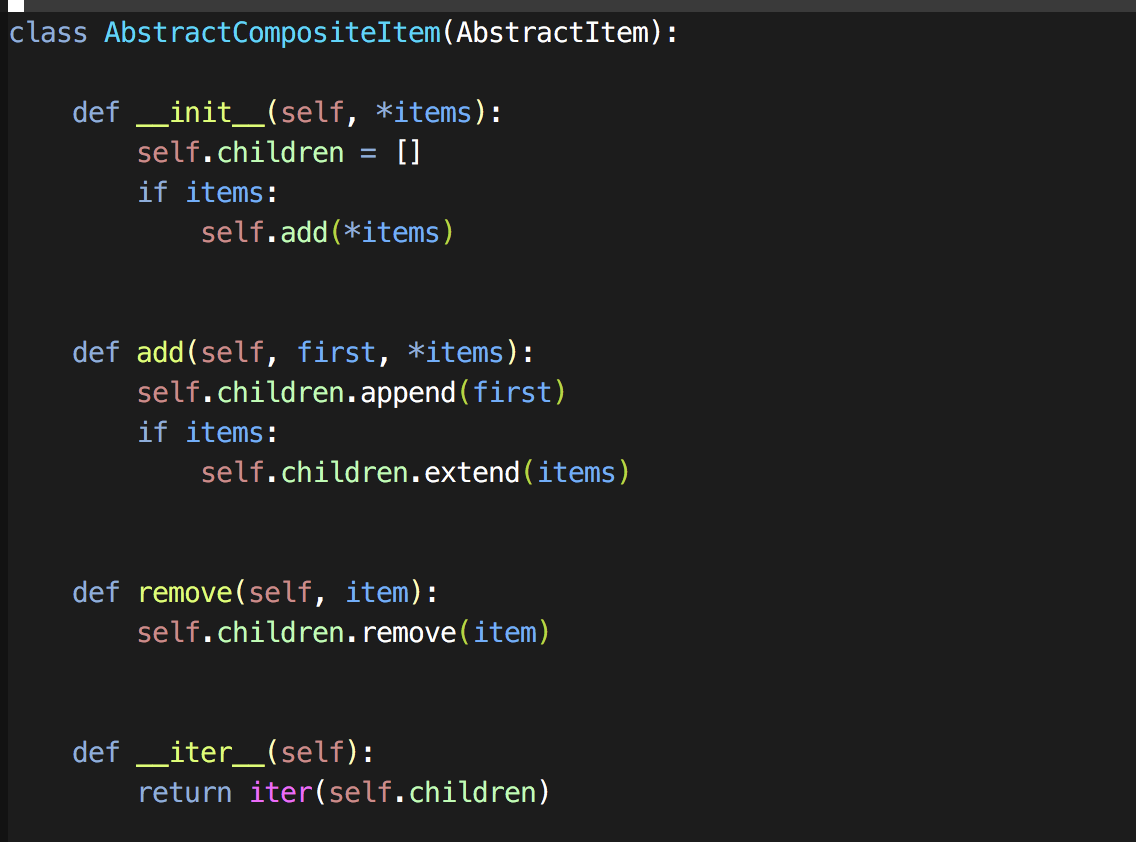 class AbstractCompositeItem(AbstractItem):
    def __init__(self, *items):
        self.children = []
        if items:
            self.add(*items)
    def add(self, first, *items):
        self.children.append(first)
        if items:
            self.children.extend(items)
    def remove(self, item):
        self.children.remove(item)
    def __iter__(self):
        return iter(self.children)